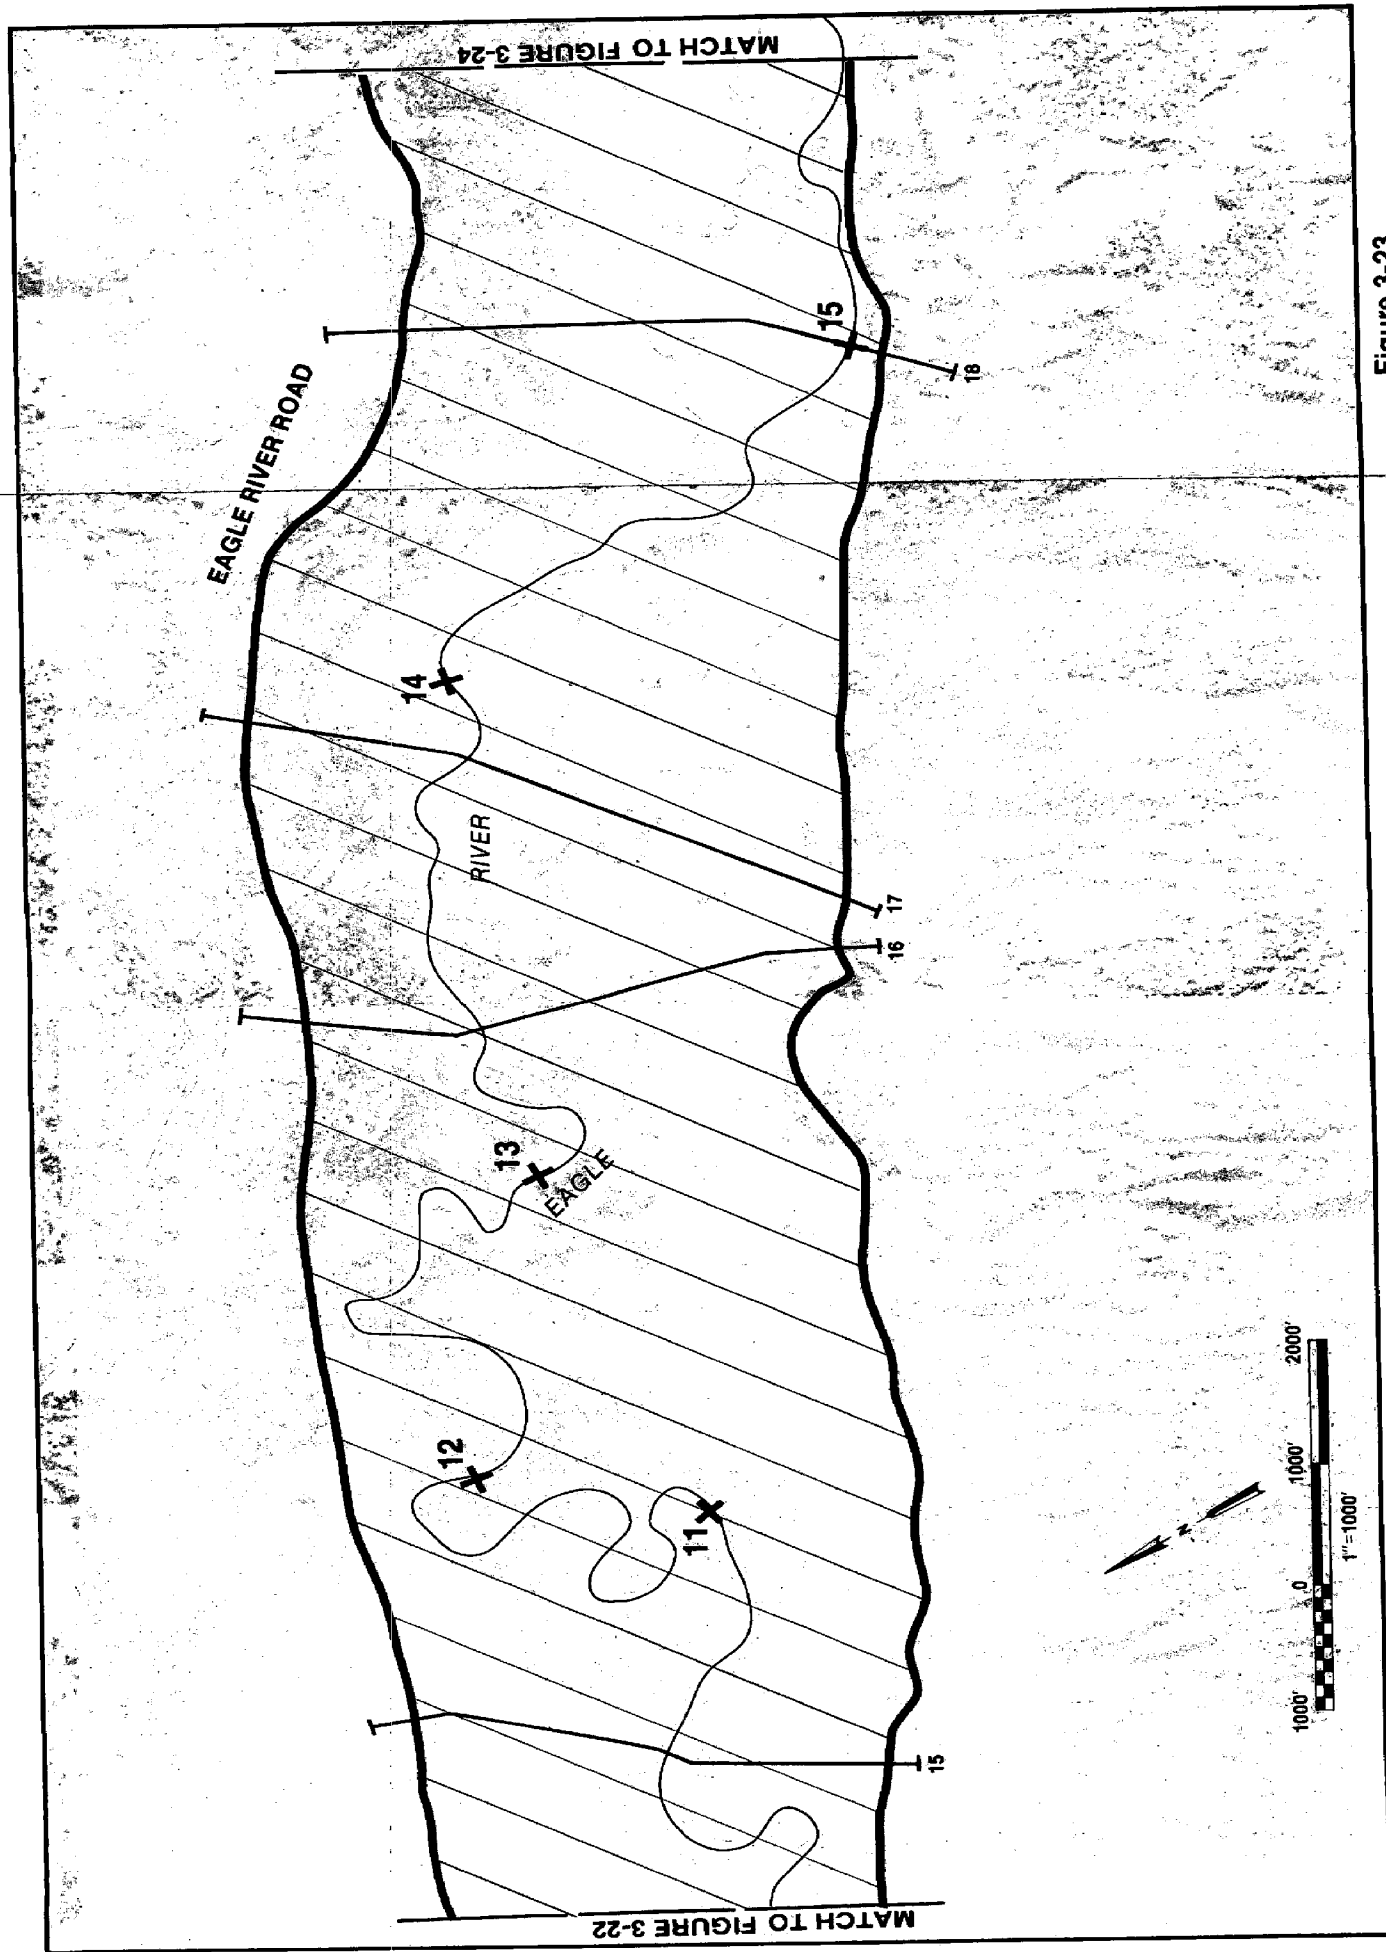 MATCH TO FIGURE 3-24
EAGLE RIVER ROAD
15
18
14
RIVER
17
16
13
EAGLE
12
11
15
MATCH TO FIGURE 3-22
N
1000'
0
1000'
2000'
1"=1000'
Figure 3-23